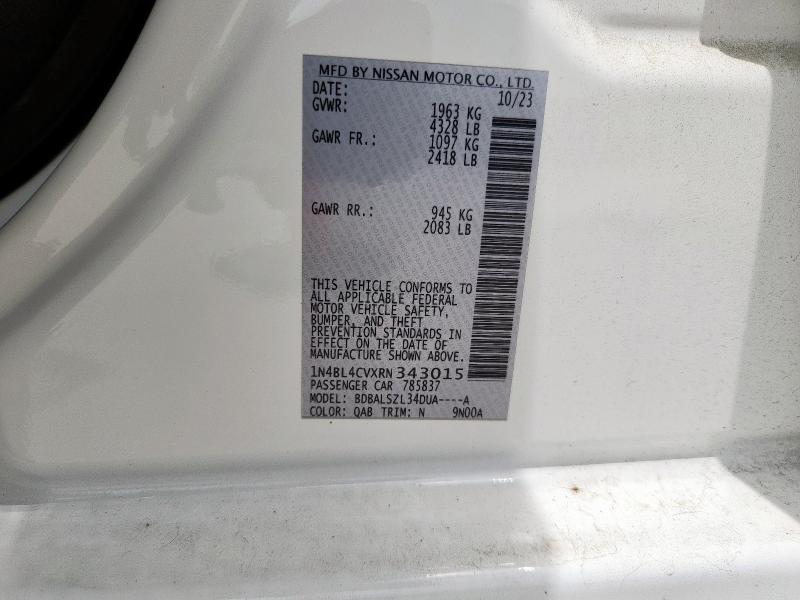 MFD BY NISSAN MOTOR CO., LTD.
DATE: 10/23
GVWR: 1963 KG
4328 LB
GAWR FR.: 1097 KG
2418 LB
GAWR RR.: 945 KG
2083 LB
THIS VEHICLE CONFORMS TO
ALL APPLICABLE FEDERAL
MOTOR VEHICLE SAFETY,
BUMPER, AND THEFT
PREVENTION STANDARDS IN
EFFECT ON THE DATE OF
MANUFACTURE SHOWN ABOVE.
1N4BL4CVXRN343015
PASSENGER CAR 785837
MODEL: BDBALSZL34DUA----A
COLOR: QAB TRIM: N 9N00A